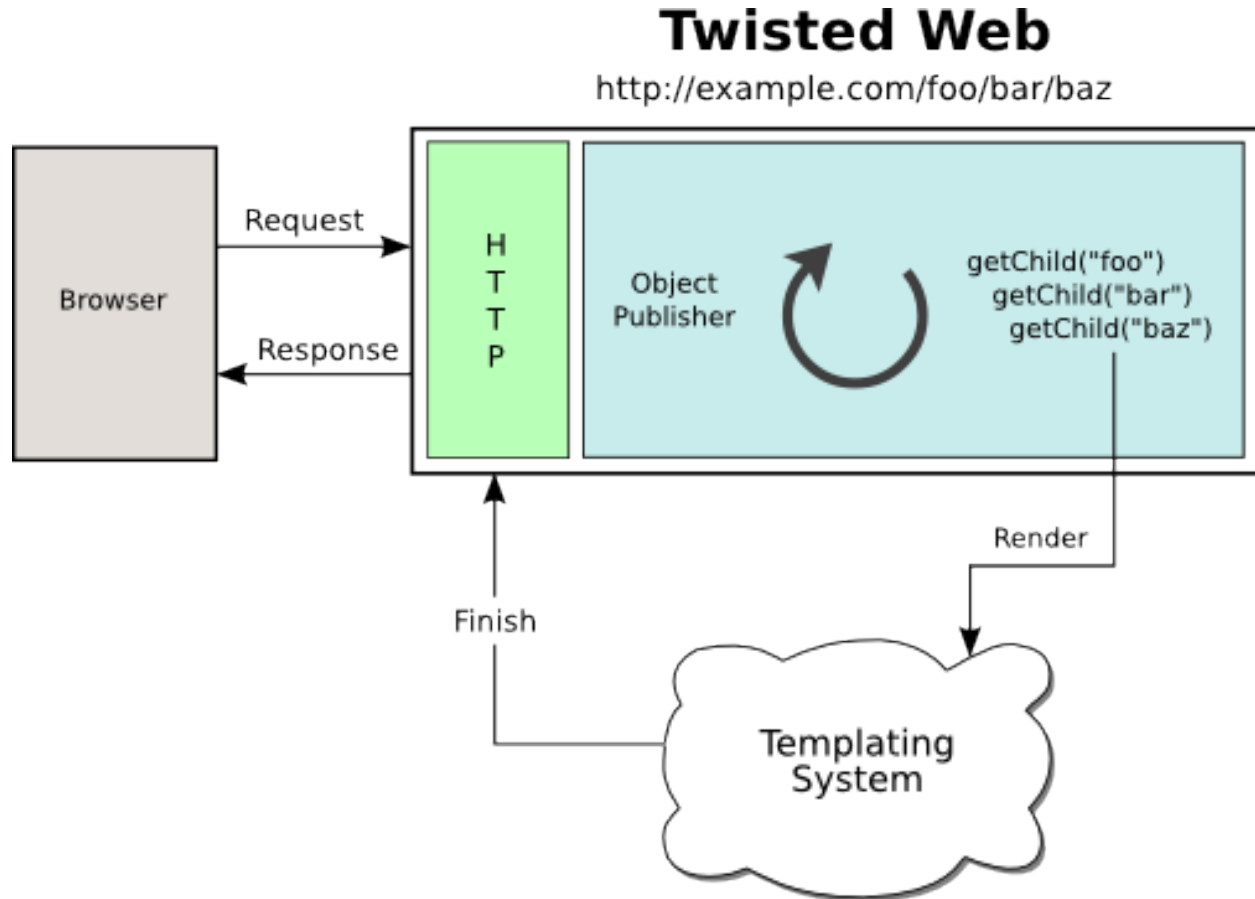 Twisted Web
http://example.com/foo/bar/baz
Browser
Request
Response
H
T
T
P
Object
Publisher
getChild("foo")
getChild("bar")
getChild("baz")
Render
Finish
Templating
System